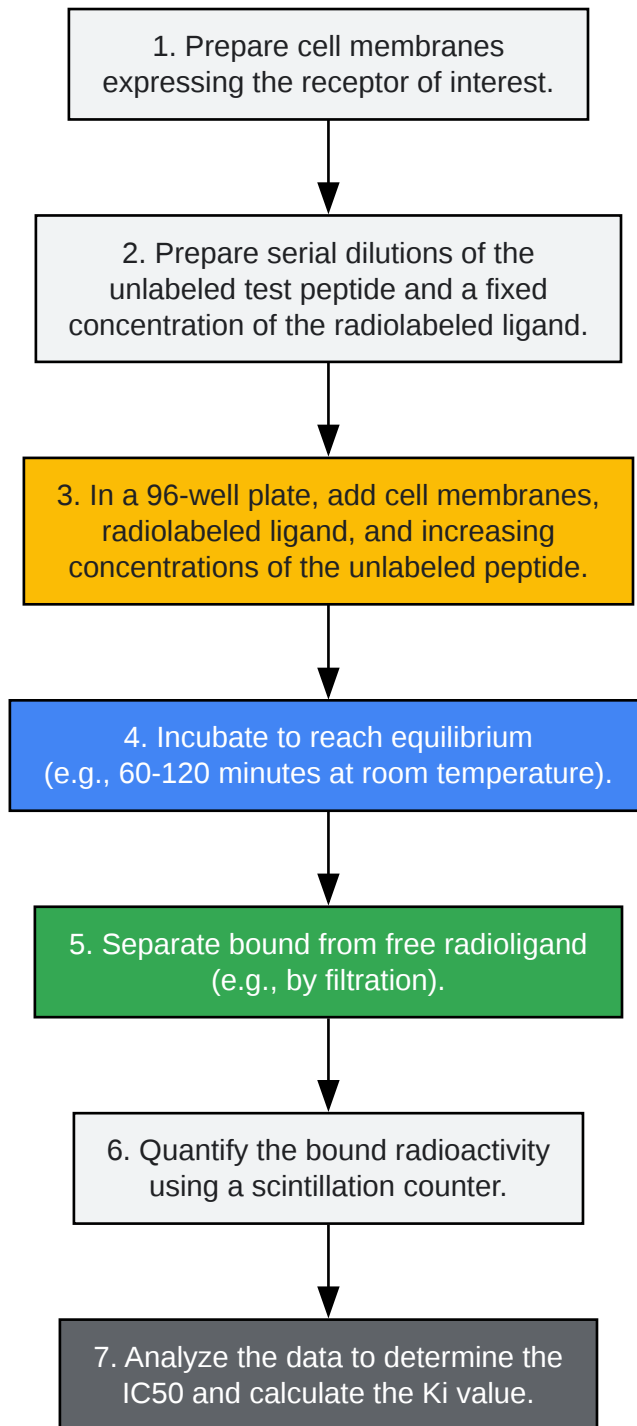 1. Prepare cell membranes
expressing the receptor of interest.
2. Prepare serial dilutions of the
unlabeled test peptide and a fixed
concentration of the radiolabeled ligand.
3. In a 96-well plate, add cell membranes,
radiolabeled ligand, and increasing
concentrations of the unlabeled peptide.
4. Incubate to reach equilibrium
(e.g., 60-120 minutes at room temperature).
5. Separate bound from free radioligand
(e.g., by filtration).
6. Quantify the bound radioactivity
using a scintillation counter.
7. Analyze the data to determine the
IC50 and calculate the Ki value.